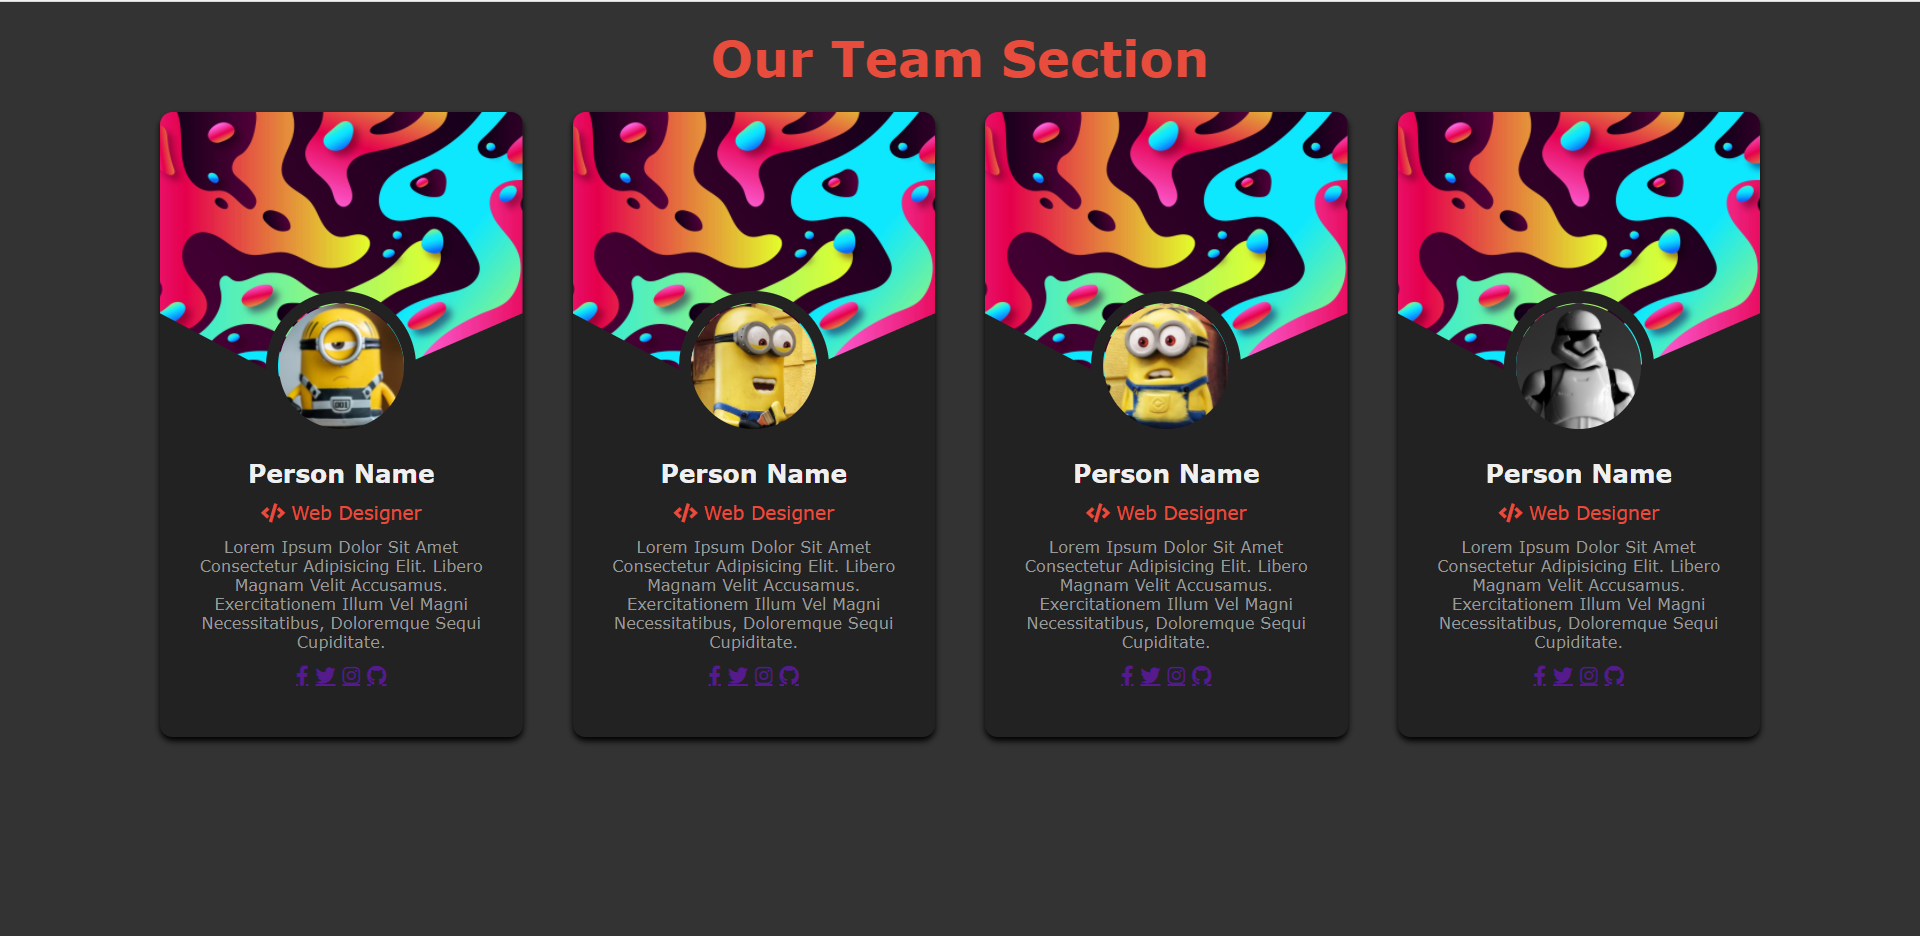 Our Team Section
Person Name
Web Designer
Lorem Ipsum Dolor Sit Amet
Consectetur Adipisicing Elit. Libero
Magnam Velit Accusamus.
Exercitationem Illum Vel Magni
Necessitatibus, Doloremque Sequi
Cupiditate.
Person Name
Web Designer
Lorem Ipsum Dolor Sit Amet
Consectetur Adipisicing Elit. Libero
Magnam Velit Accusamus.
Exercitationem Illum Vel Magni
Necessitatibus, Doloremque Sequi
Cupiditate.
Person Name
Web Designer
Lorem Ipsum Dolor Sit Amet
Consectetur Adipisicing Elit. Libero
Magnam Velit Accusamus.
Exercitationem Illum Vel Magni
Necessitatibus, Doloremque Sequi
Cupiditate.
Person Name
Web Designer
Lorem Ipsum Dolor Sit Amet
Consectetur Adipisicing Elit. Libero
Magnam Velit Accusamus.
Exercitationem Illum Vel Magni
Necessitatibus, Doloremque Sequi
Cupiditate.